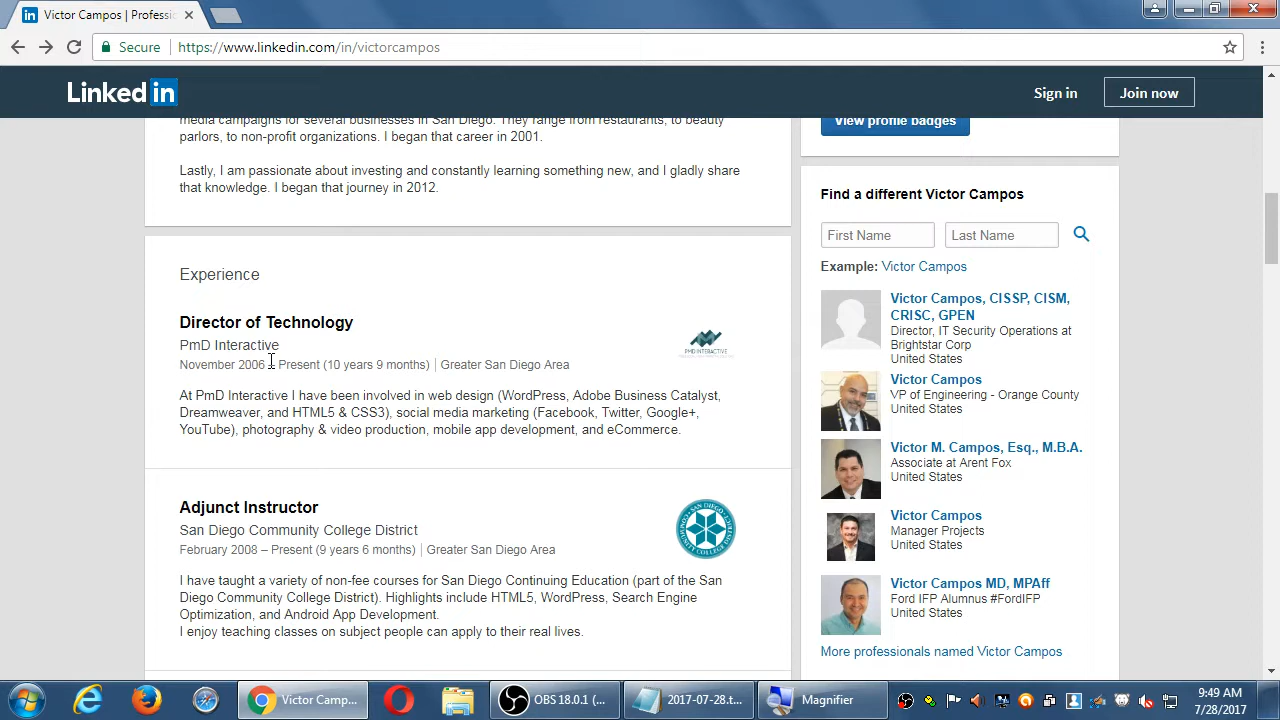 Victor Campos | Professi
Secure
https://www.linkedin.com/in/victorcampos
Linked in
Sign in
Join now
media campaigns for several businesses in San Diego. They range from restaurants, to beauty
parlors, to non-profit organizations. I began that career in 2001.
Lastly, I am passionate about investing and constantly learning something new, and I gladly share
that knowledge. I began that journey in 2012.
Experience
Director of Technology
PmD Interactive
November 2006 – Present (10 years 9 months) | Greater San Diego Area
PMD INTERACTIVE
At PmD Interactive I have been involved in web design (WordPress, Adobe Business Catalyst,
Dreamweaver, and HTML5 & CSS3), social media marketing (Facebook, Twitter, Google+,
YouTube), photography & video production, mobile app development, and eCommerce.
Adjunct Instructor
San Diego Community College District
February 2008 – Present (9 years 6 months) | Greater San Diego Area
SAN DIEGO COMMUNITY COLLEGE DISTRICT
I have taught a variety of non-fee courses for San Diego Continuing Education (part of the San
Diego Community College District). Highlights include HTML5, WordPress, Search Engine
Optimization, and Android App Development.
I enjoy teaching classes on subject people can apply to their real lives.
View profile badges
Find a different Victor Campos
First Name
Last Name
Example: Victor Campos
Victor Campos, CISSP, CISM,
CRISC, GPEN
Director, IT Security Operations at
Brightstar Corp
United States
Victor Campos
VP of Engineering - Orange County
United States
Victor M. Campos, Esq., M.B.A.
Associate at Arent Fox
United States
Victor Campos
Manager Projects
United States
Victor Campos MD, MPAff
Ford IFP Alumnus #FordIFP
United States
More professionals named Victor Campos
Victor Camp...
OBS 18.0.1 (...
2017-07-28.t...
Magnifier
9:49 AM
7/28/2017